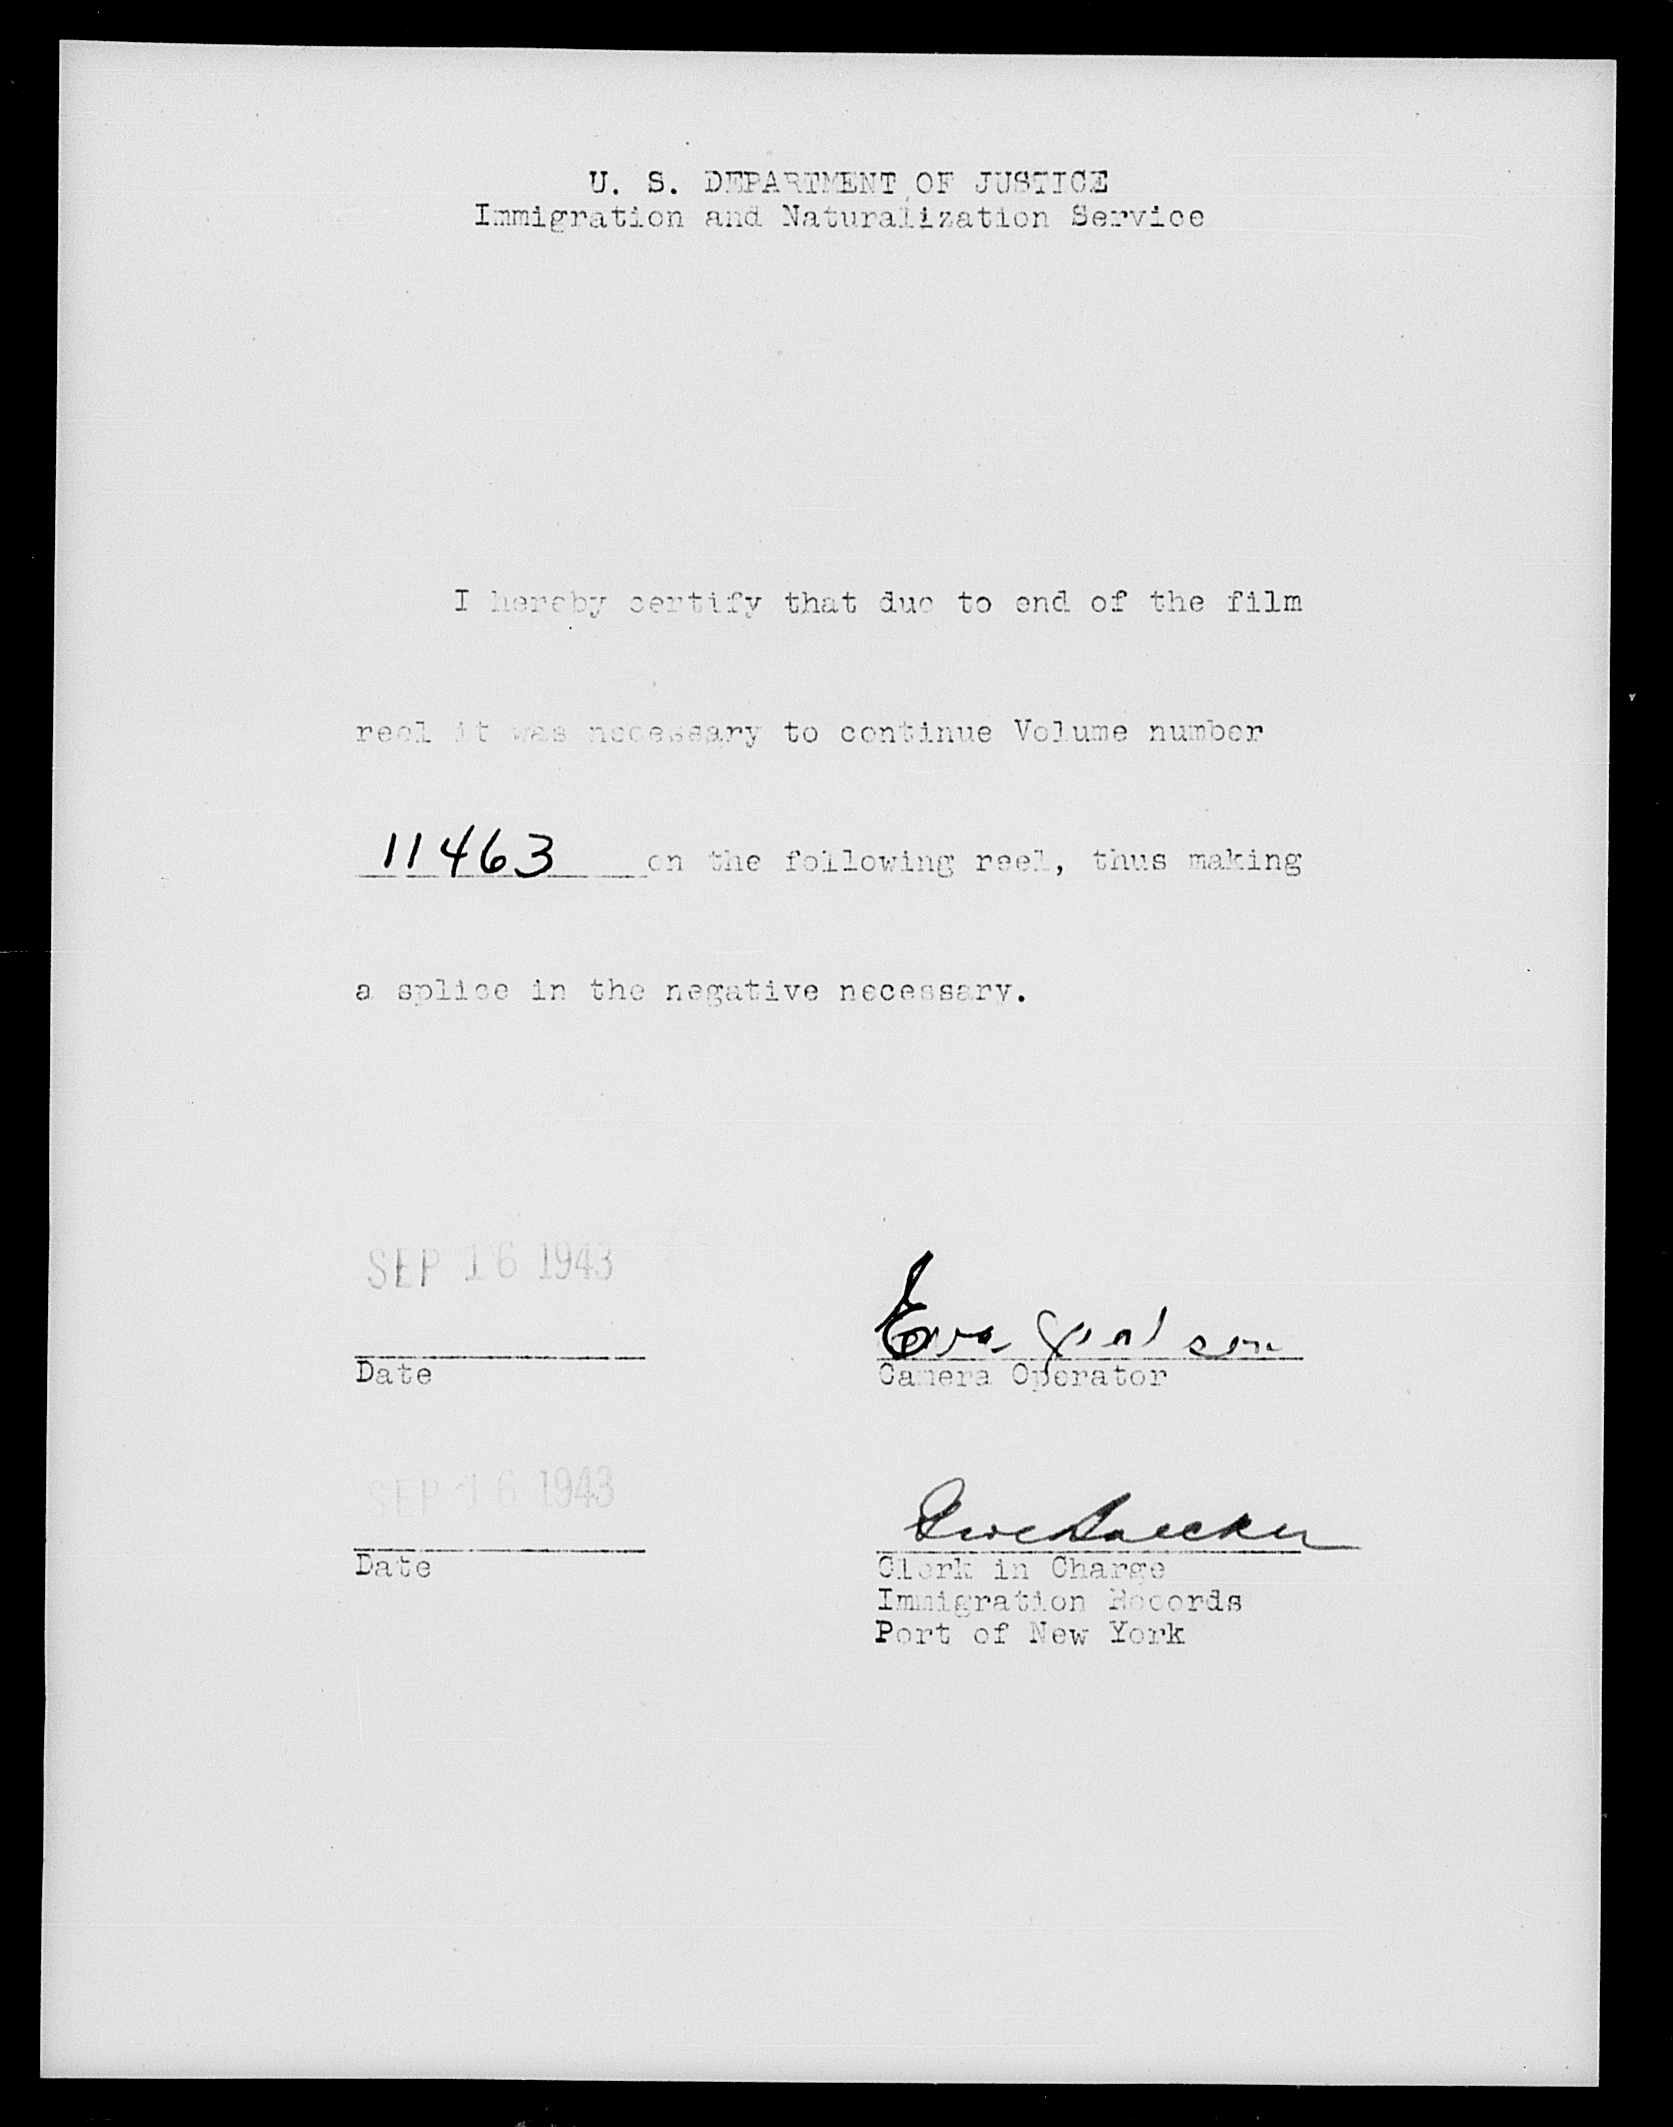 U. S. DEPARTMENT OF JUSTICE
Immigration and Naturalization Service
I hereby certify that due to end of the film
reel it was necessary to continue Volume number
11463 on the following reel, thus making
a splice in the negative necessary.
SEP 16 1943
Date
Eva
Camera Operator
SEP 16 1943
Date
Clerk in Charge
Immigration Records
Port of New York